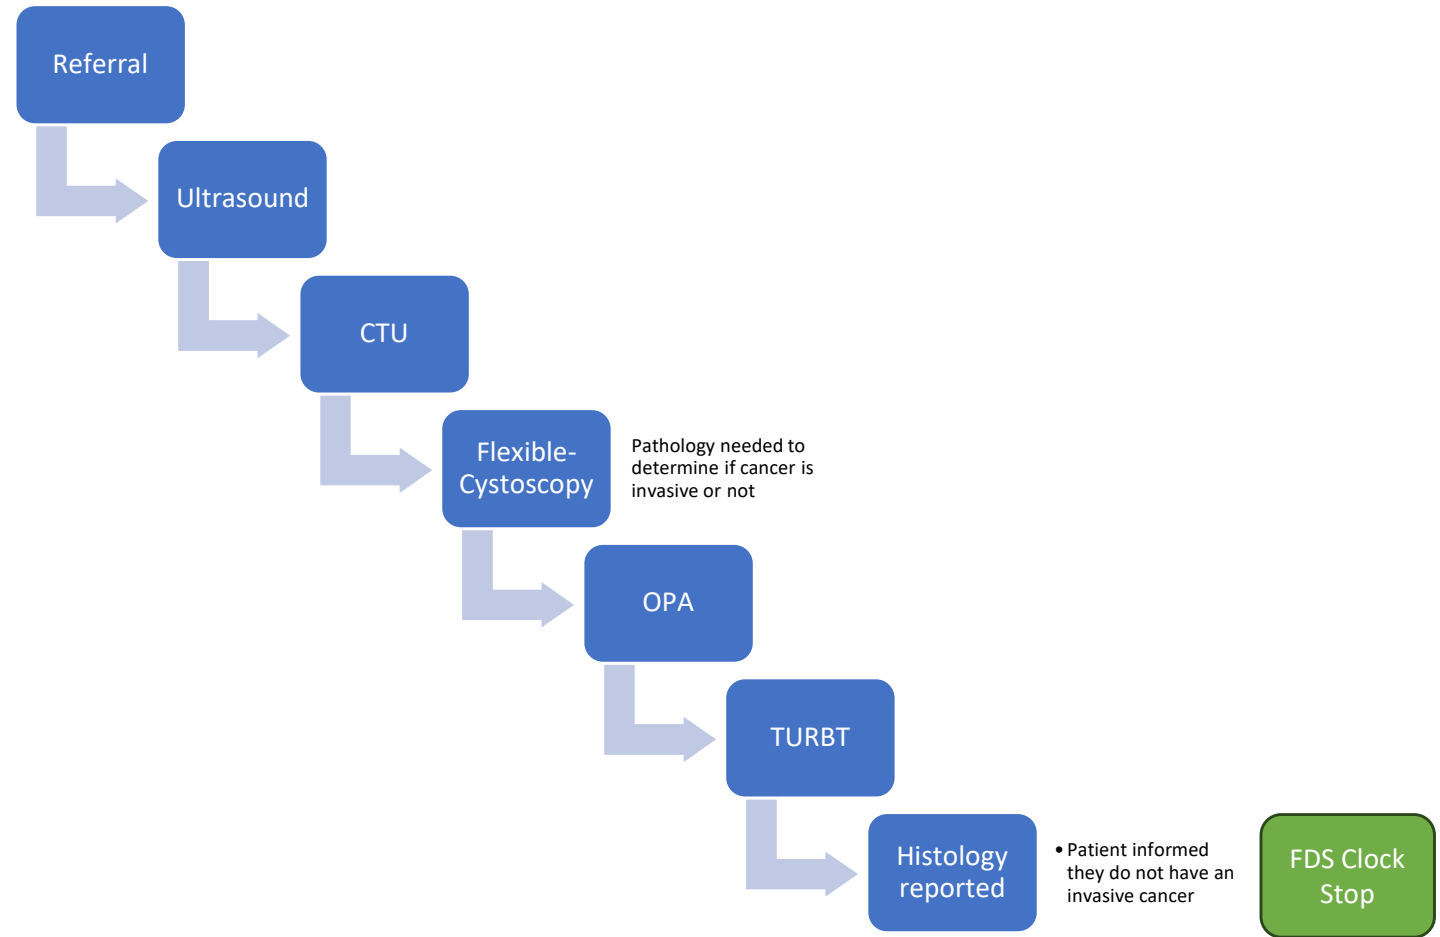 Referral
Ultrasound
CTU
Flexible-
Cystoscopy
Pathology needed to
determine if cancer is
invasive or not
OPA
TURBT
Histology
reported
• Patient informed
they do not have an
invasive cancer
FDS Clock
Stop